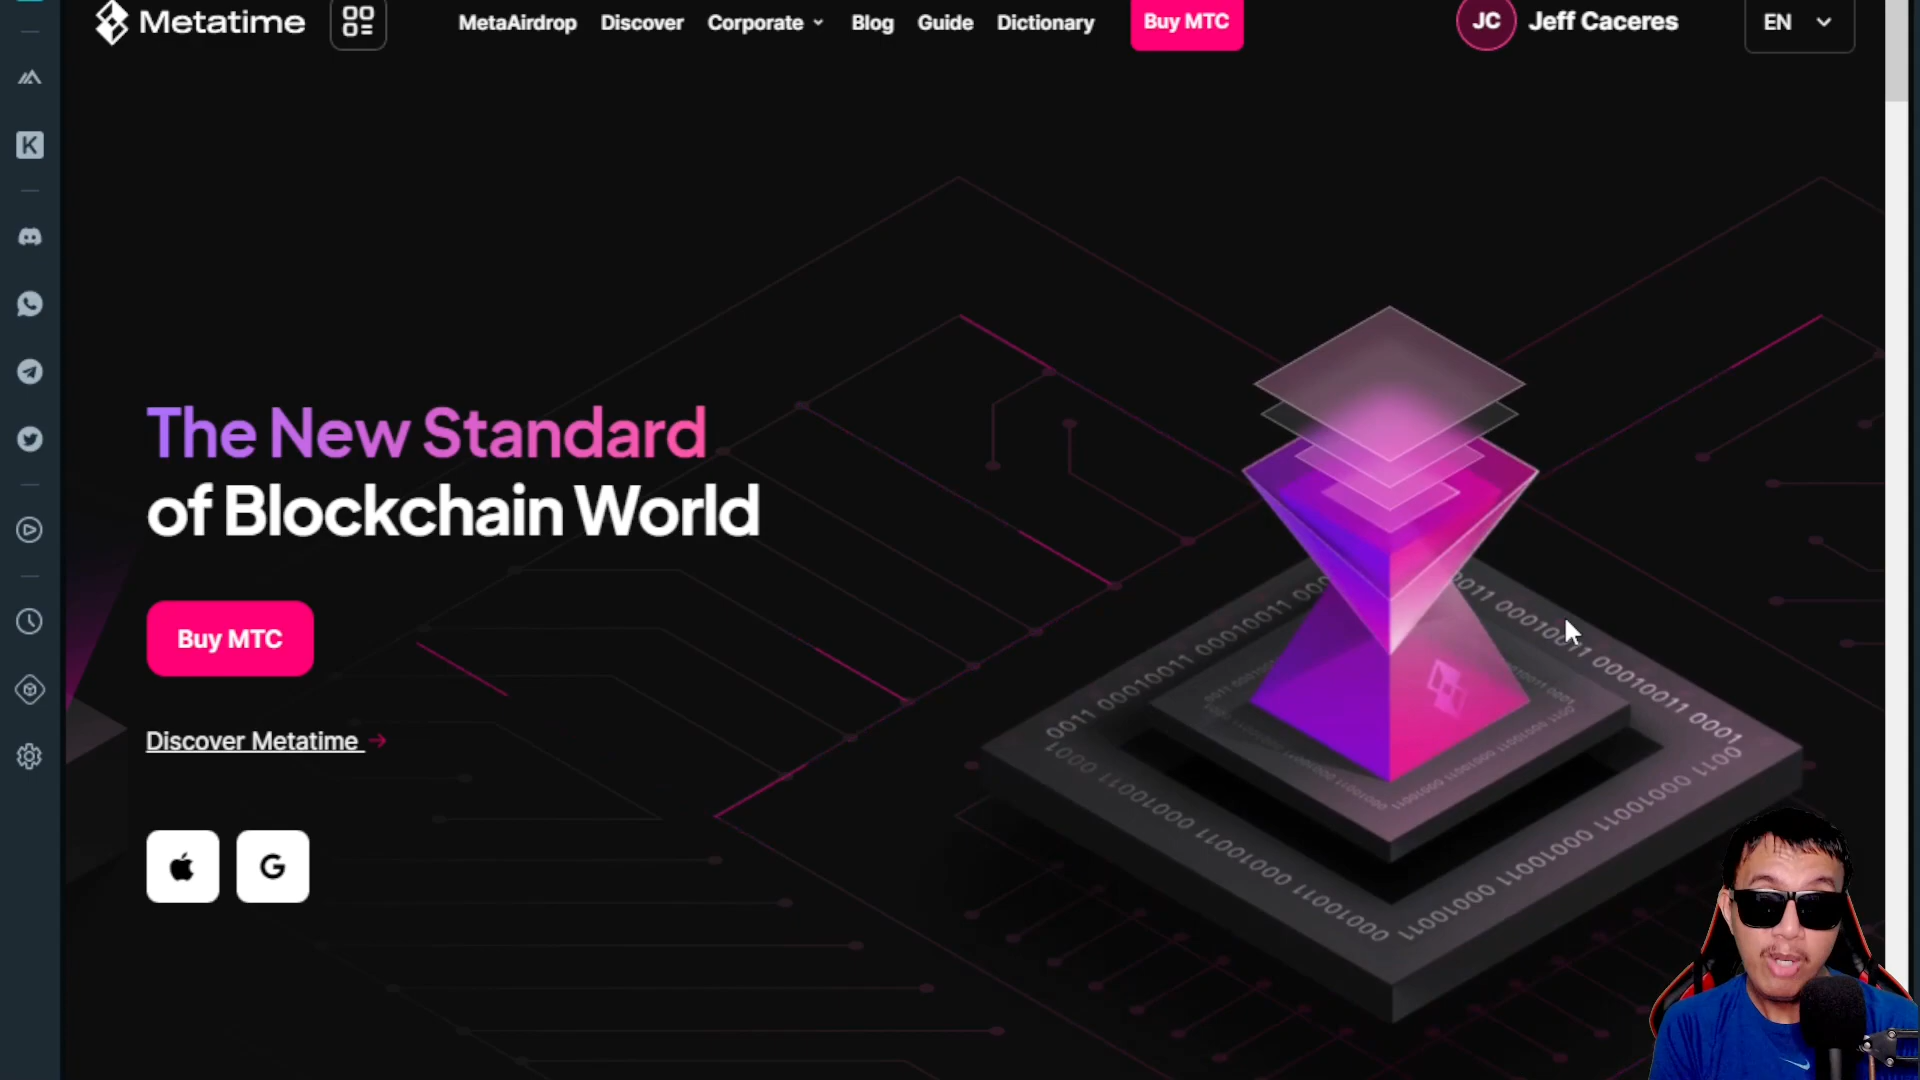 Metatime
MetaAirdrop
Discover
Corporate
Blog
Guide
Dictionary
Buy MTC
JC
Jeff Caceres
EN
K
The New Standard
of Blockchain World
Buy MTC
Discover Metatime →
G